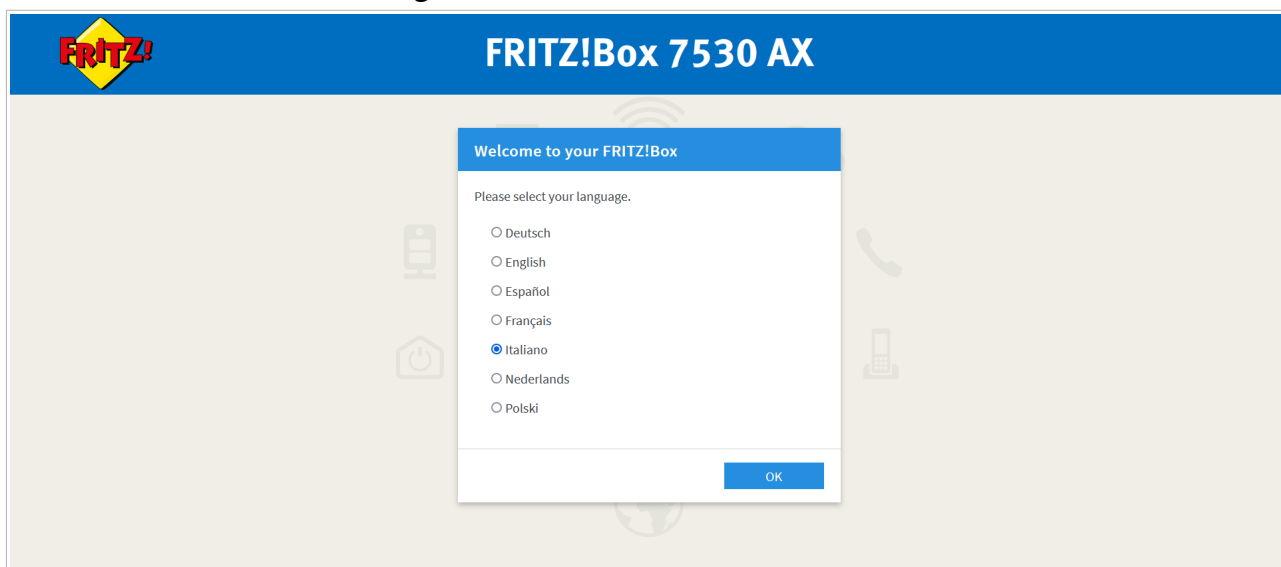 FRITZ!
FRITZ!Box 7530 AX
Welcome to your FRITZ!Box
Please select your language.
Deutsch
English
Español
Français
Italiano
Nederlands
Polski
OK